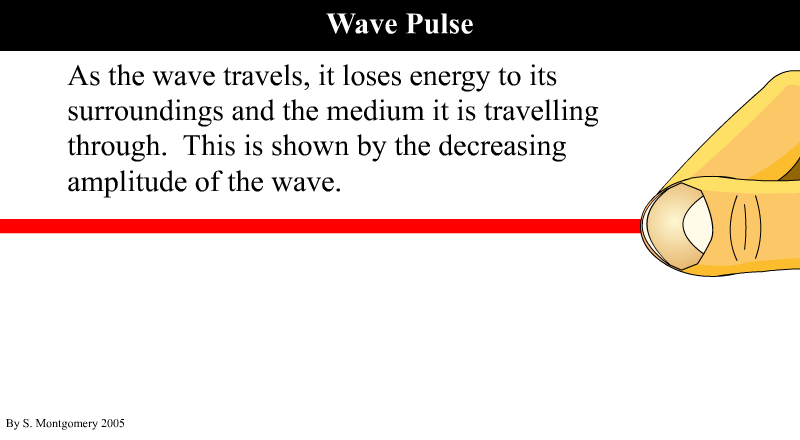 Wave Pulse
As the wave travels, it loses energy to its
surroundings and the medium it is travelling
through.  This is shown by the decreasing
amplitude of the wave.
By S. Montgomery 2005